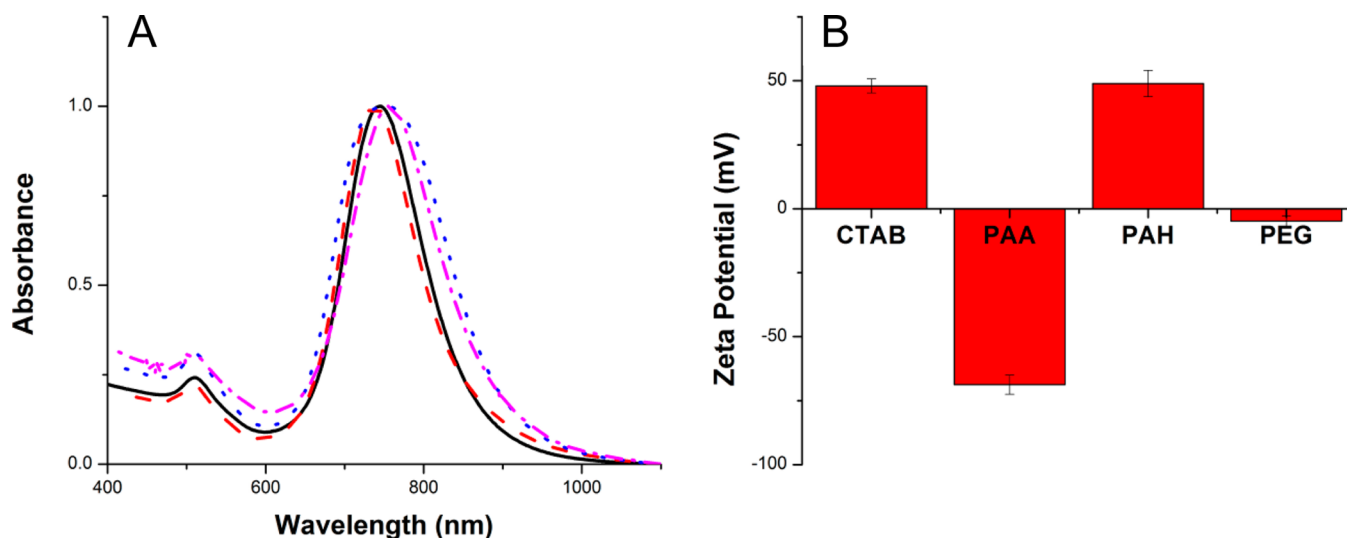 A
Absorbance
1.0
0.5
0.0
400
600
800
1000
Wavelength (nm)
B
Zeta Potential (mV)
50
0
-50
-100
CTAB
PAA
PAH
PEG